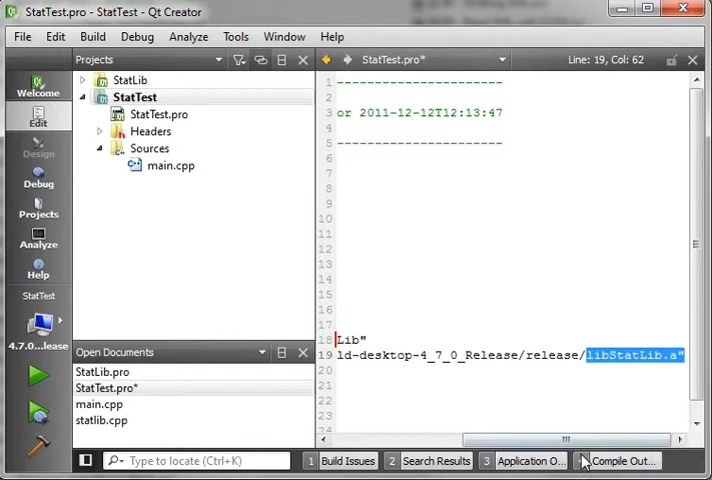 StatTest.pro - StatTest - Qt Creator
File Edit Build Debug Analyze Tools Window Help
Projects
StatTest.pro*
Line: 19, Col: 62
Welcome
Edit
Design
Debug
Projects
Analyze
Help
StatTest
4.7.0...lease
StatLib
StatTest
StatTest.pro
Headers
Sources
main.cpp
Open Documents
StatLib.pro
StatTest.pro*
main.cpp
statlib.cpp
1 ----------------------
2
3 or 2011-12-12T12:13:47
4
5 ----------------------
6
7
8
9
10
11
12
13
14
15
16
17
18 Lib"
19 ld-desktop-4_7_0_Release/release/libStatLib.a"
20
21
22
23
Type to locate (Ctrl+K)
1 Build Issues
2 Search Results
3 Application O...
Compile Out...